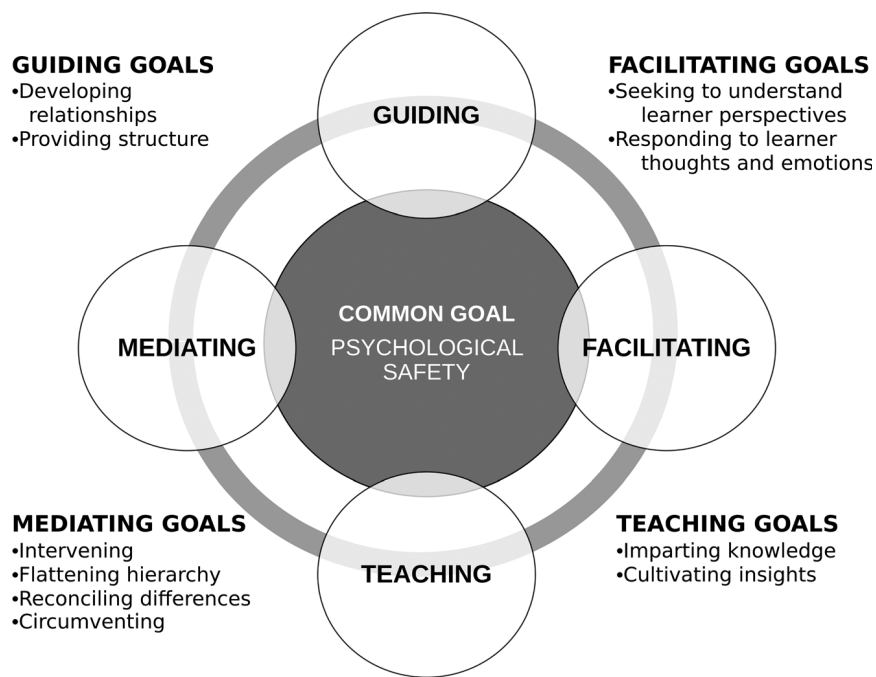 GUIDING GOALS
•Developing
relationships
•Providing structure
FACILITATING GOALS
•Seeking to understand
learner perspectives
•Responding to learner
thoughts and emotions
GUIDING
MEDIATING
COMMON GOAL
PSYCHOLOGICAL
SAFETY
FACILITATING
TEACHING
MEDIATING GOALS
•Intervening
•Flattening hierarchy
•Reconciling differences
•Circumventing
TEACHING GOALS
•Imparting knowledge
•Cultivating insights